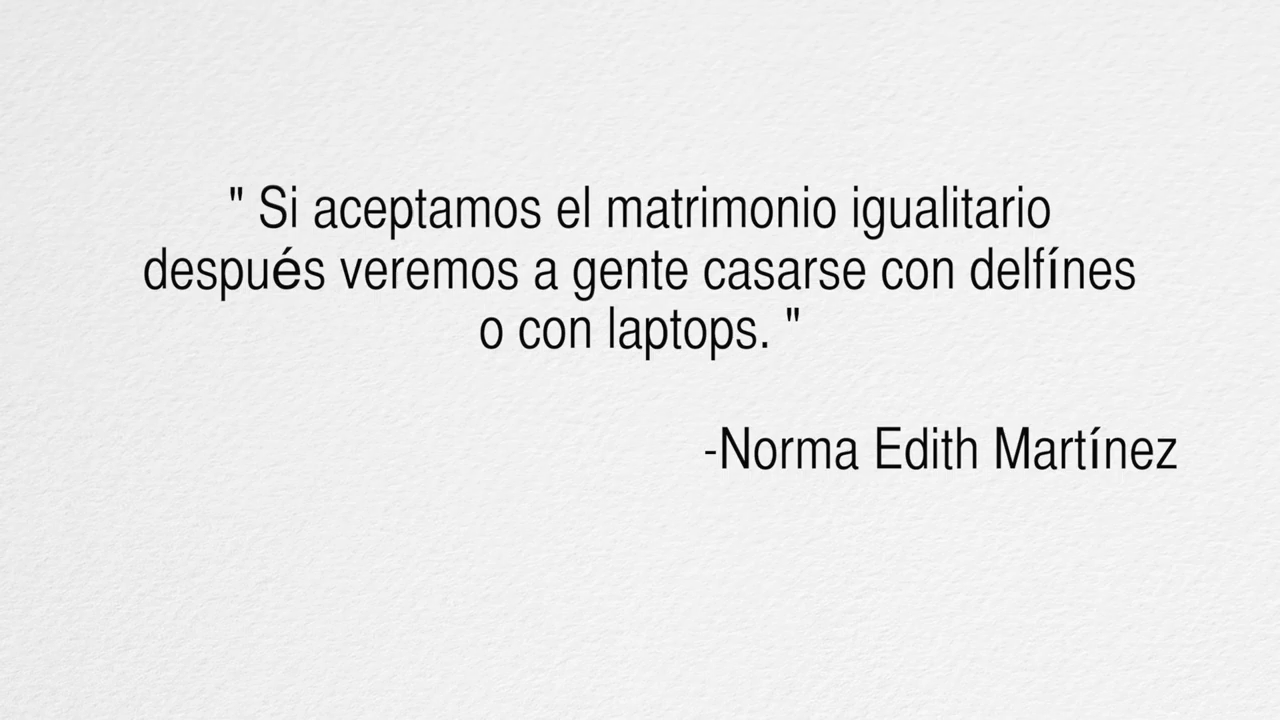 " Si aceptamos el matrimonio igualitario
después veremos a gente casarse con delfínes
o con laptops. "
-Norma Edith Martínez